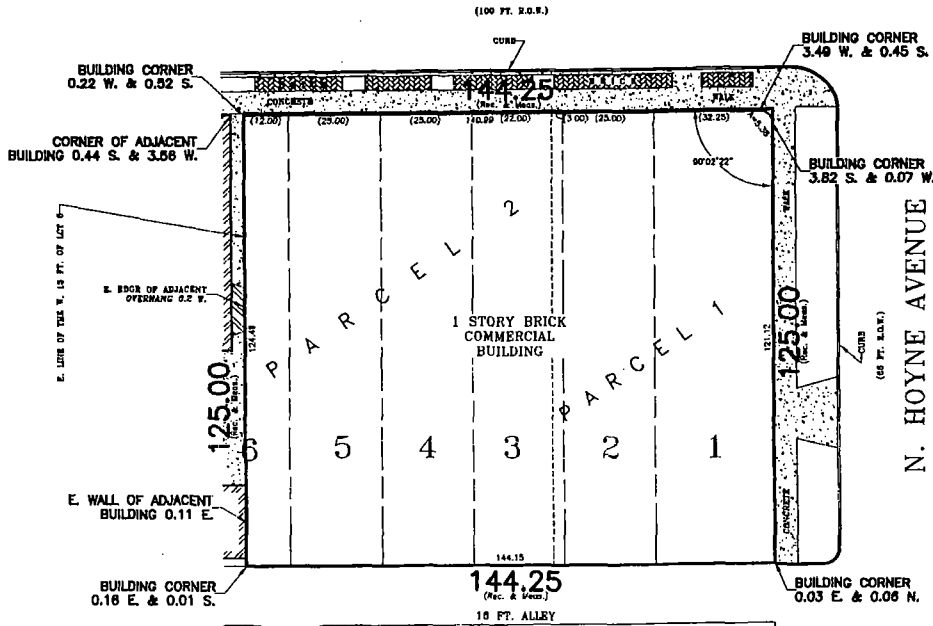 (100 FT. R.O.W.)
CURB
BUILDING CORNER
3.49 W. & 0.45 S.
BUILDING CORNER
0.22 W. & 0.52 S.
BRICK
CONCRETE
144.25
(Rec. & Meas.)
WALK
(12.00) (25.00) (25.00) 140.99 (22.00) (3.00) (25.00) (32.25)
CORNER OF ADJACENT
BUILDING 0.44 S. & 3.56 W.
90°02'22"
BUILDING CORNER
3.82 S. & 0.07 W.
WALK
N. HOYNE AVENUE
(66 FT. R.O.W.)
CURB
E. LINE OF THE W. 13 FT. OF LOT 6
E. EDGE OF ADJACENT
OVERHANG 0.2 W.
124.48
PARCEL 2
1 STORY BRICK
COMMERCIAL
BUILDING
PARCEL 1
121.12
125.00
(Rec. & Meas.)
125.00
(Rec. & Meas.)
6 5 4 3 2 1
E. WALL OF ADJACENT
BUILDING 0.11 E.
CONCRETE
144.15
144.25
(Rec. & Meas.)
BUILDING CORNER
0.16 E. & 0.01 S.
BUILDING CORNER
0.03 E. & 0.06 N.
16 FT. ALLEY